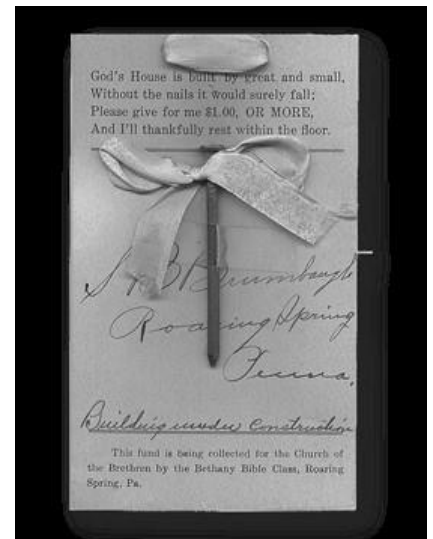 God's House is built by great and small,
Without the nails it would surely fall;
Please give for me $1.00, OR MORE,
And I'll thankfully rest within the floor.
Brumbaugh
Roaring Spring
Penna.
Building under construction
This fund is being collected for the Church of
the Brethren by the Bethany Bible Class, Roaring
Spring, Pa.